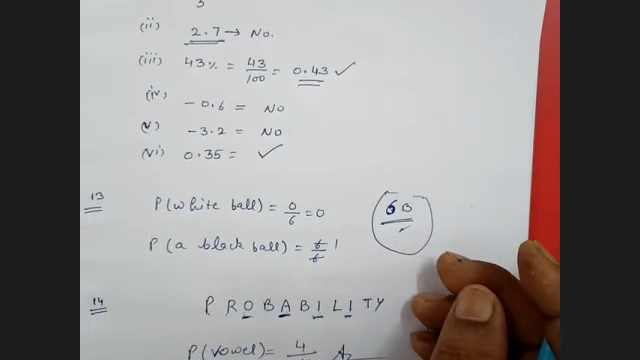 (ii) 2.7 → No.
(iii) 43% = 43/100 = 0.43 ✓
(iv) -0.6 = NO
(v) -3.2 = NO
(vi) 0.35 = ✓
13 P(white ball) = 0/6 = 0
6 B
P(a black ball) = 6/6 1
14 PROBABILITY
P(vowel) = 4